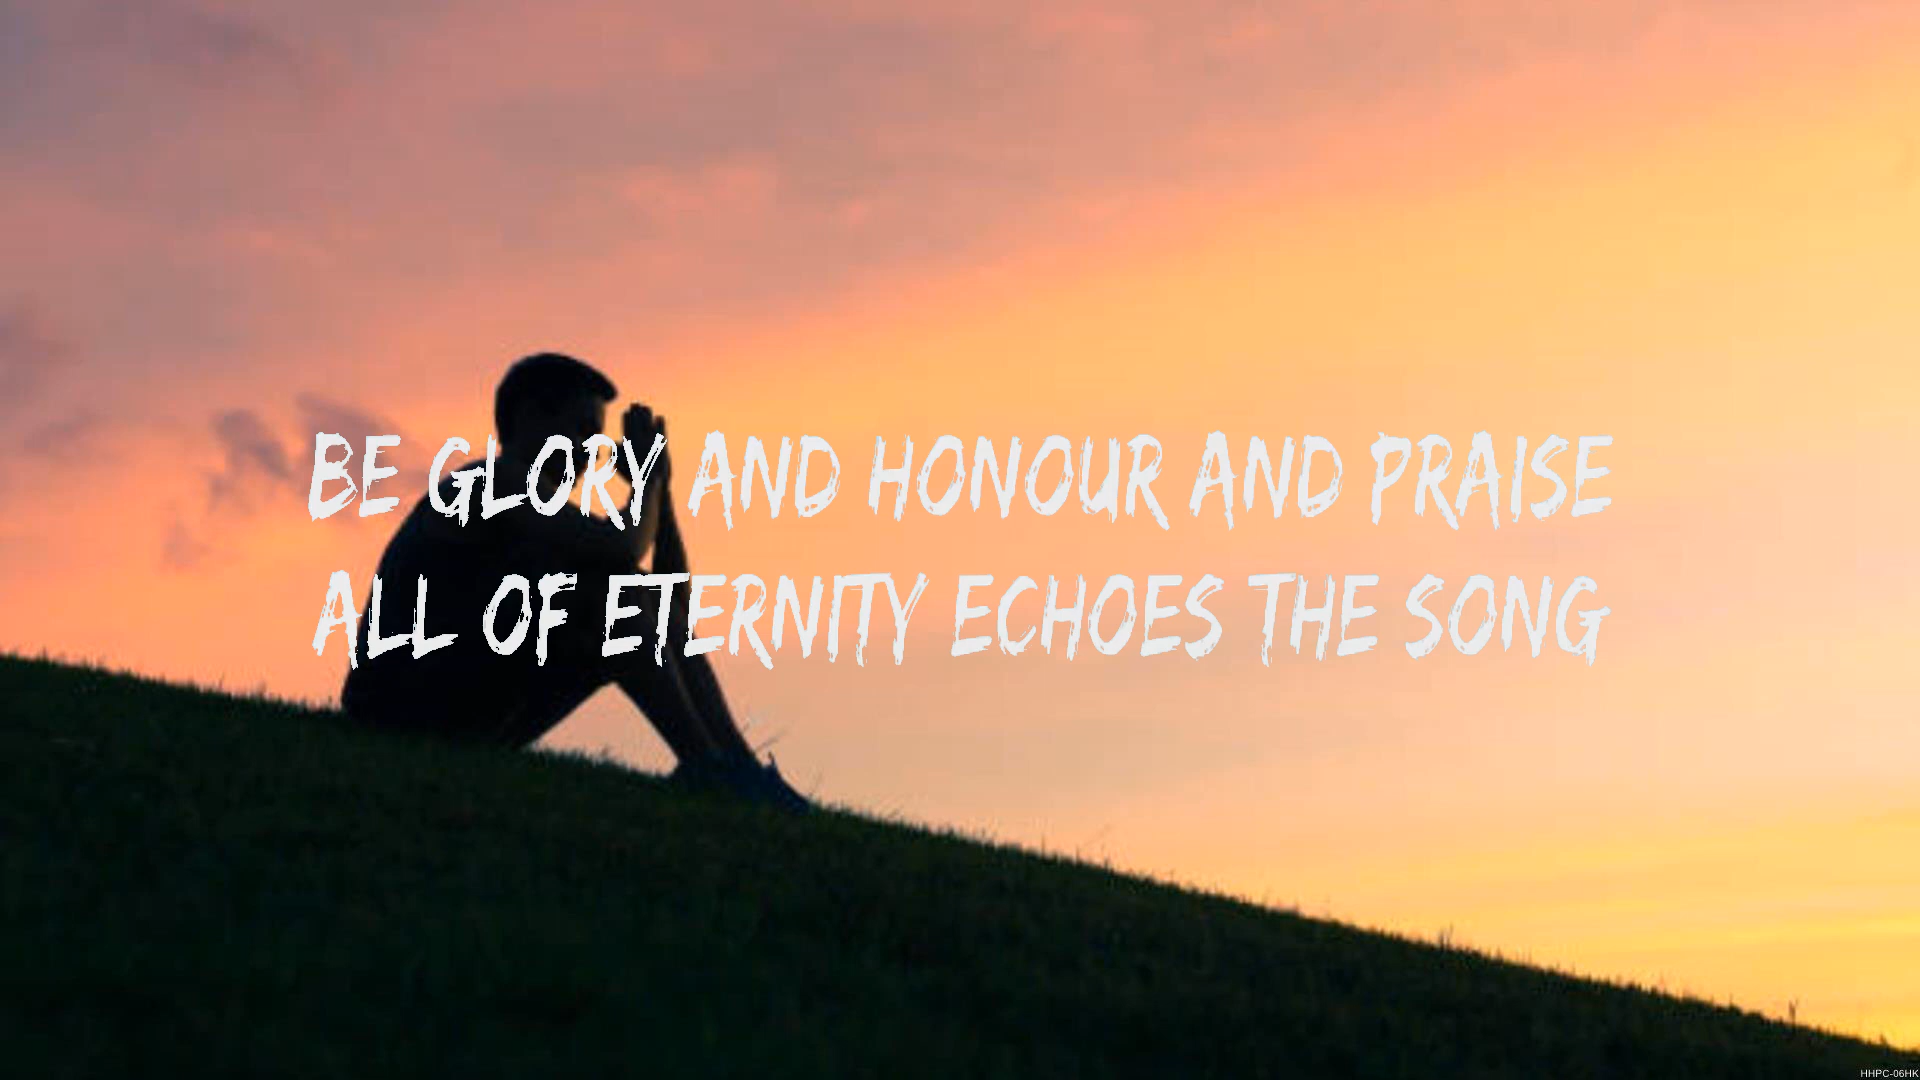 BE GLORY AND HONOUR AND PRAISE
ALL OF ETERNITY ECHOES THE SONG
HHPC-06HK